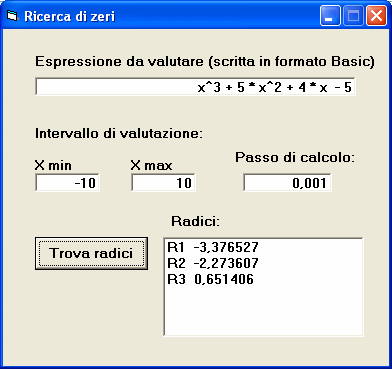 Ricerca di zeri
Espressione da valutare (scritta in formato Basic)
x^3 + 5 * x^2 + 4 * x - 5
Intervallo di valutazione:
X min
X max
Passo di calcolo:
-10
10
0,001
Radici:
Trova radici
R1 -3,376527
R2 -2,273607
R3 0,651406